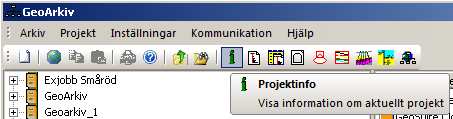 GeoArkiv
Arkiv Projekt Inställningar Kommunikation Hjälp
Exjobb Småröd
GeoArkiv
Geoarkiv_1
Projektinfo
Visa information om aktuellt projekt